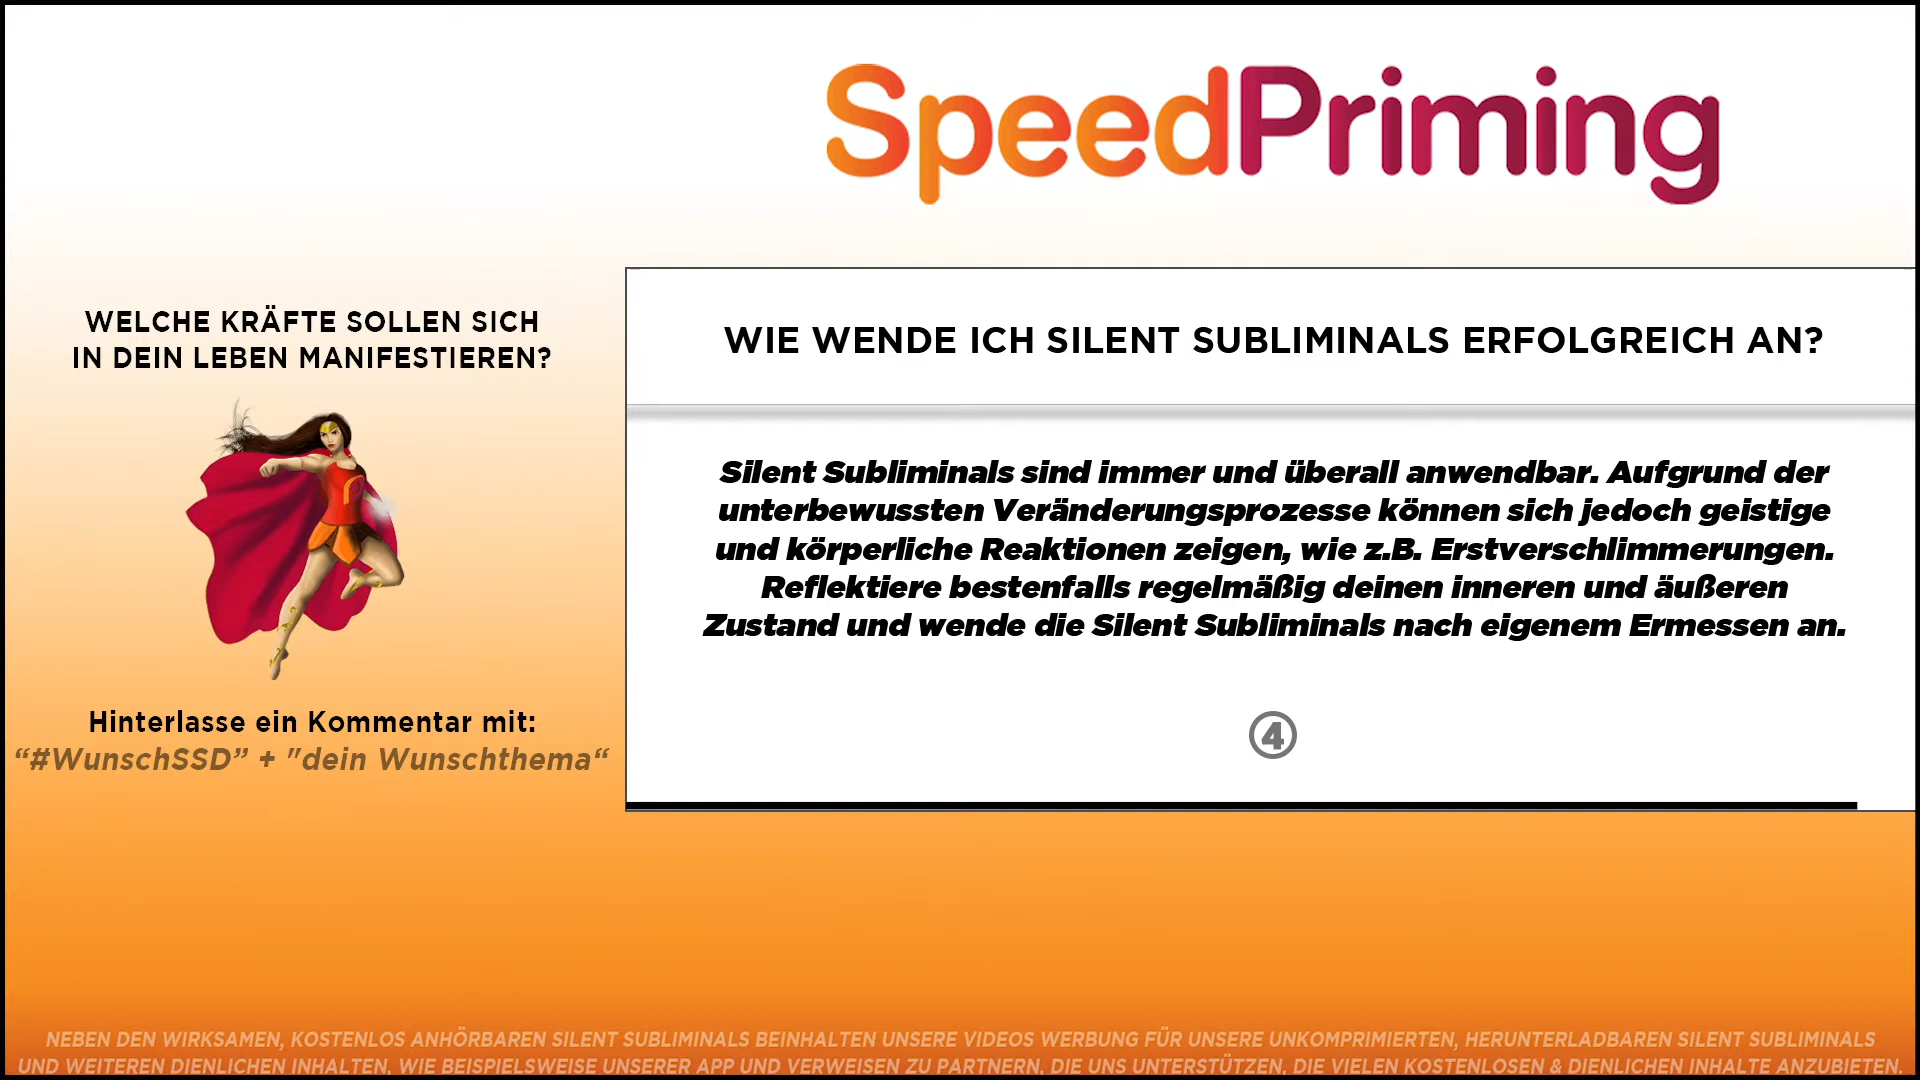 SpeedPriming
WELCHE KRÄFTE SOLLEN SICH
IN DEIN LEBEN MANIFESTIEREN?
Hinterlasse ein Kommentar mit:
“#WunschSSD” + "dein Wunschthema“
WIE WENDE ICH SILENT SUBLIMINALS ERFOLGREICH AN?
Silent Subliminals sind immer und überall anwendbar. Aufgrund der
unterbewussten Veränderungsprozesse können sich jedoch geistige
und körperliche Reaktionen zeigen, wie z.B. Erstverschlimmerungen.
Reflektiere bestenfalls regelmäßig deinen inneren und äußeren
Zustand und wende die Silent Subliminals nach eigenem Ermessen an.
④
NEBEN DEN WIRKSAMEN, KOSTENLOS ANHÖRBAREN SILENT SUBLIMINALS BEINHALTEN UNSERE VIDEOS WERBUNG FÜR UNSERE UNKOMPRIMIERTEN, HERUNTERLADBAREN SILENT SUBLIMINALS
UND WEITEREN DIENLICHEN INHALTEN, WIE BEISPIELSWEISE UNSERER APP UND VERWEISEN ZU PARTNERN, DIE UNS UNTERSTÜTZEN, DIE VIELEN KOSTENLOSEN & DIENLICHEN INHALTE ANZUBIETEN.